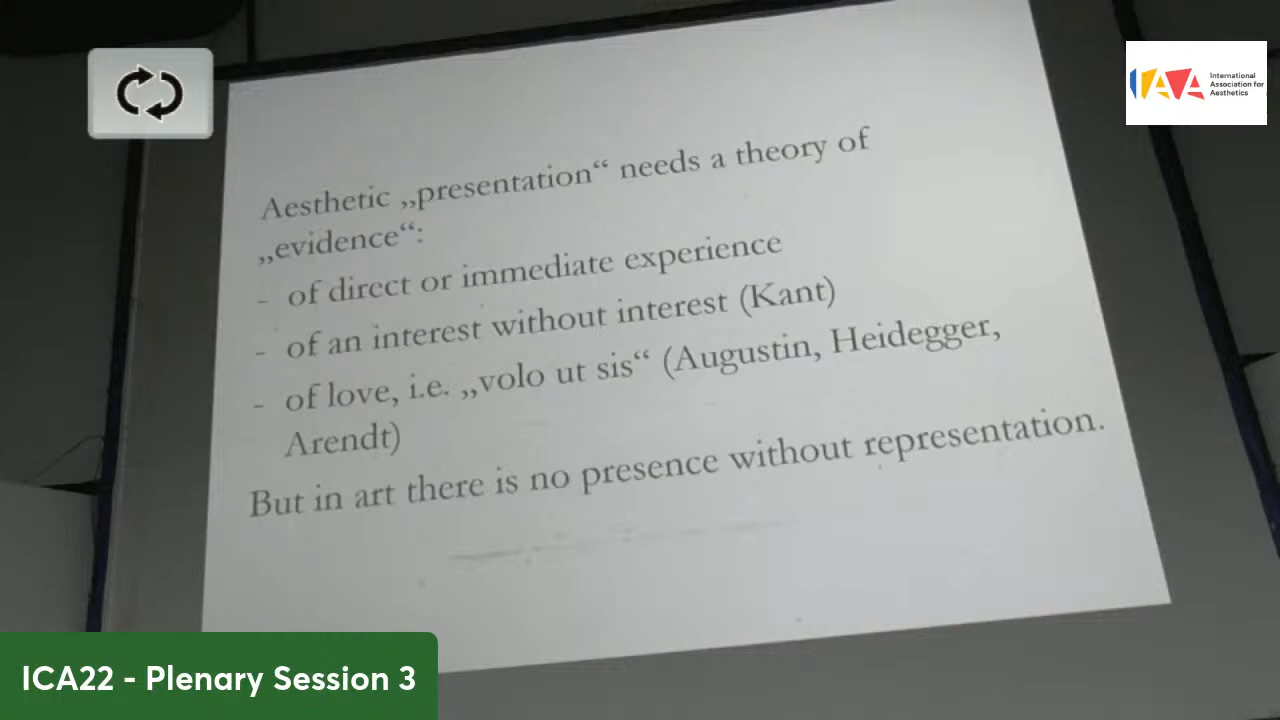 International
Association for
Aesthetics
Aesthetic „presentation“ needs a theory of
„evidence“:
- of direct or immediate experience
- of an interest without interest (Kant)
- of love, i.e. „volo ut sis“ (Augustin, Heidegger,
Arendt)
But in art there is no presence without representation.
ICA22 - Plenary Session 3